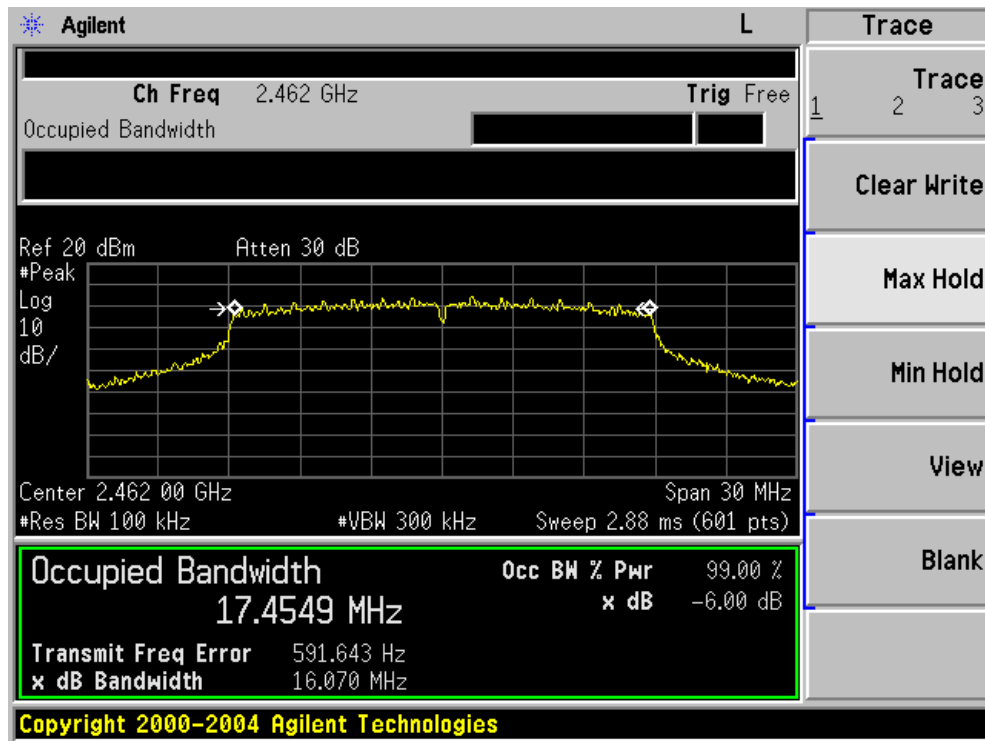 Agilent L Trace
Ch Freq 2.462 GHz Trig Free
Occupied Bandwidth
Trace
1 2 3
Clear Write
Max Hold
Min Hold
View
Blank
Ref 20 dBm Atten 30 dB
#Peak
Log
10
dB/
Center 2.462 00 GHz Span 30 MHz
#Res BW 100 kHz #VBW 300 kHz Sweep 2.88 ms (601 pts)
Occupied Bandwidth Occ BW % Pwr 99.00 %
17.4549 MHz x dB -6.00 dB
Transmit Freq Error 591.643 Hz
x dB Bandwidth 16.070 MHz
Copyright 2000-2004 Agilent Technologies